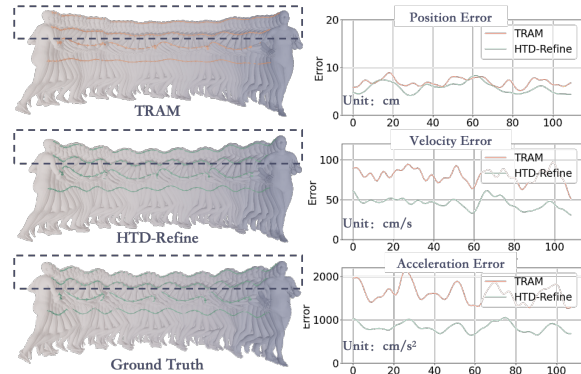 TRAM
HTD-Refine
Ground Truth
Position Error
20
10
0
Error
TRAM
HTD-Refine
Unit: cm
0 20 40 60 80 100
Velocity Error
100
50
0
Error
TRAM
HTD-Refine
Unit: cm/s
0 20 40 60 80 100
Acceleration Error
2000
1000
0
Error
TRAM
HTD-Refine
Unit: cm/s²
0 20 40 60 80 100